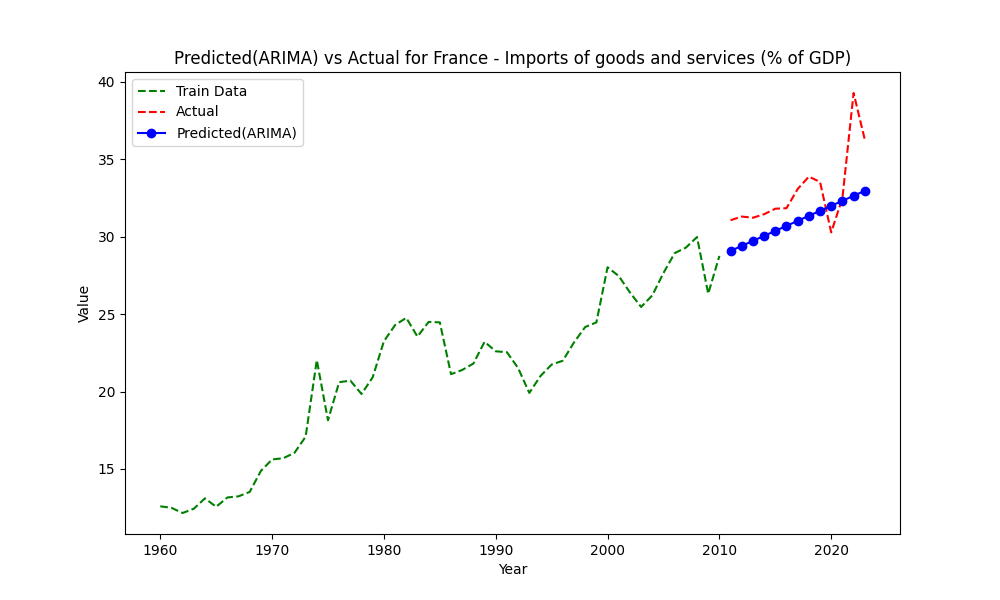 Predicted(ARIMA) vs Actual for France - Imports of goods and services (% of GDP)
Train Data
Actual
Predicted(ARIMA)
40
35
30
25
20
15
Value
1960 1970 1980 1990 2000 2010 2020
Year